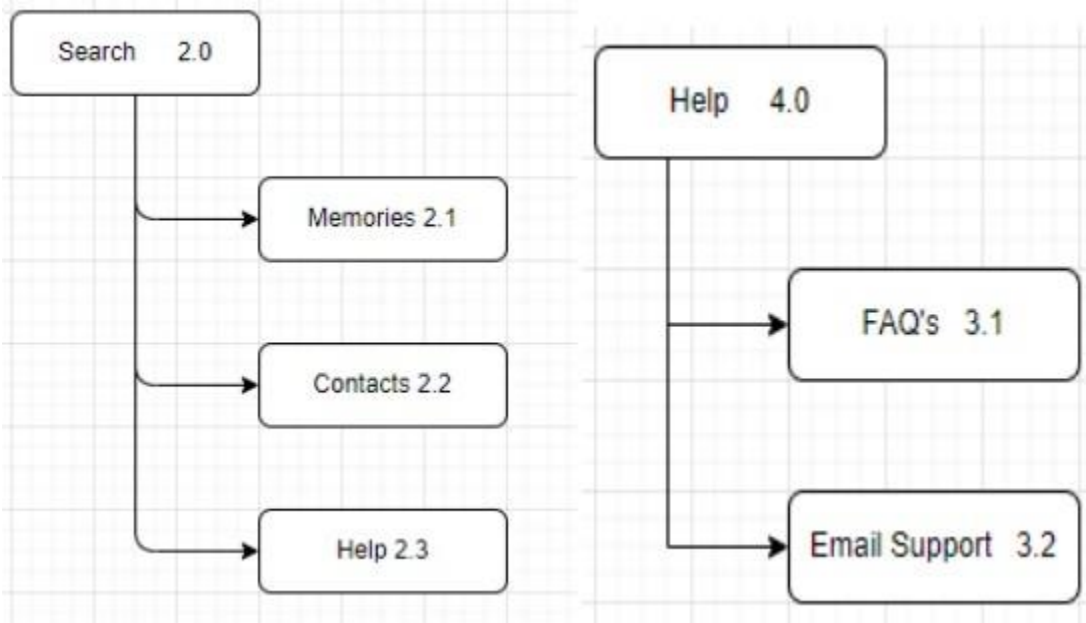 Search 2.0
Memories 2.1
Contacts 2.2
Help 2.3
Help 4.0
FAQ's 3.1
Email Support 3.2